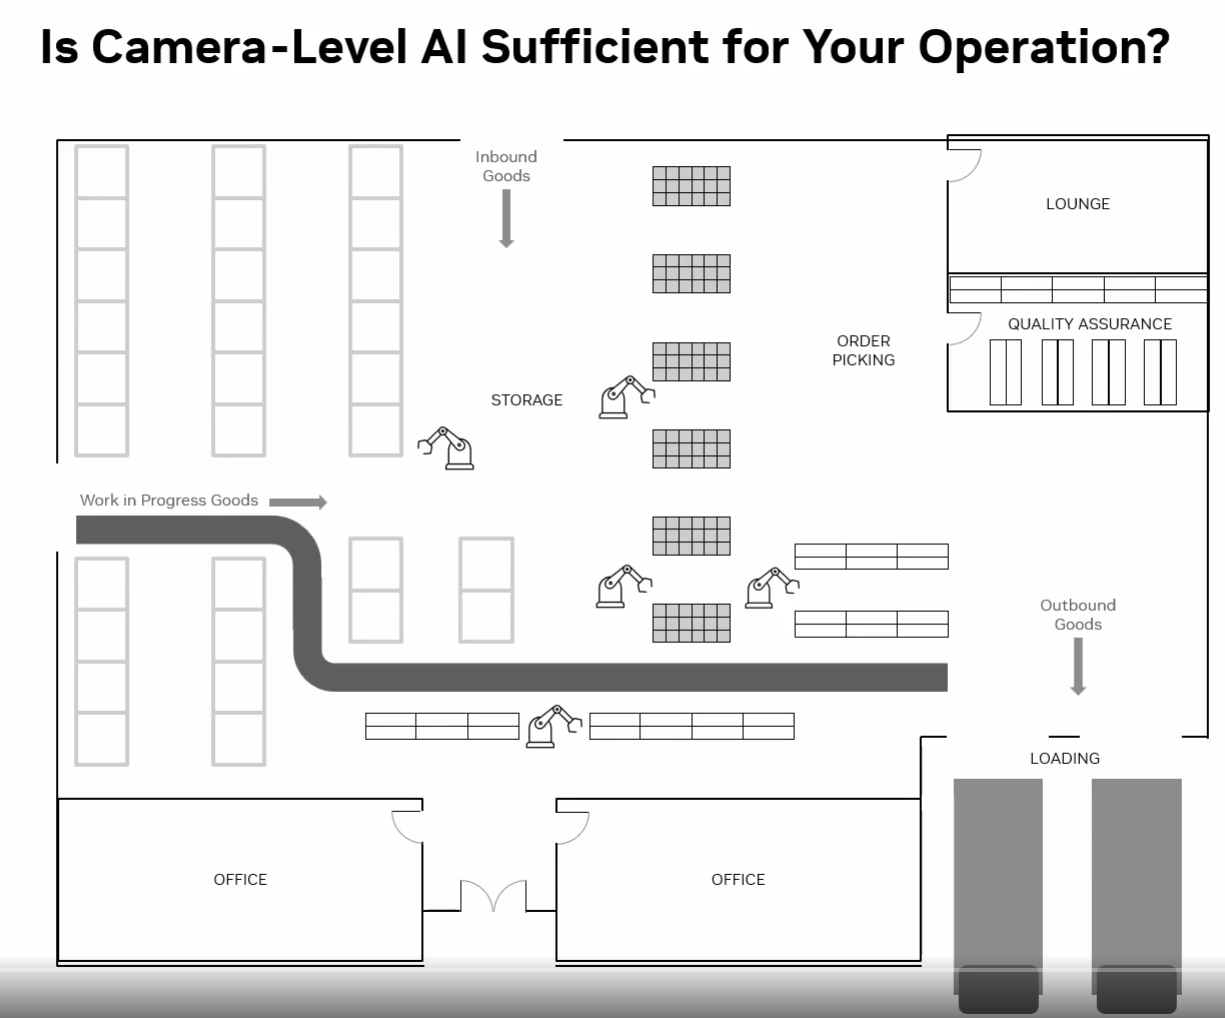 Is Camera-Level AI Sufficient for Your Operation?
Inbound
Goods
LOUNGE
QUALITY ASSURANCE
ORDER
PICKING
STORAGE
Work in Progress Goods
Outbound
Goods
LOADING
OFFICE
OFFICE